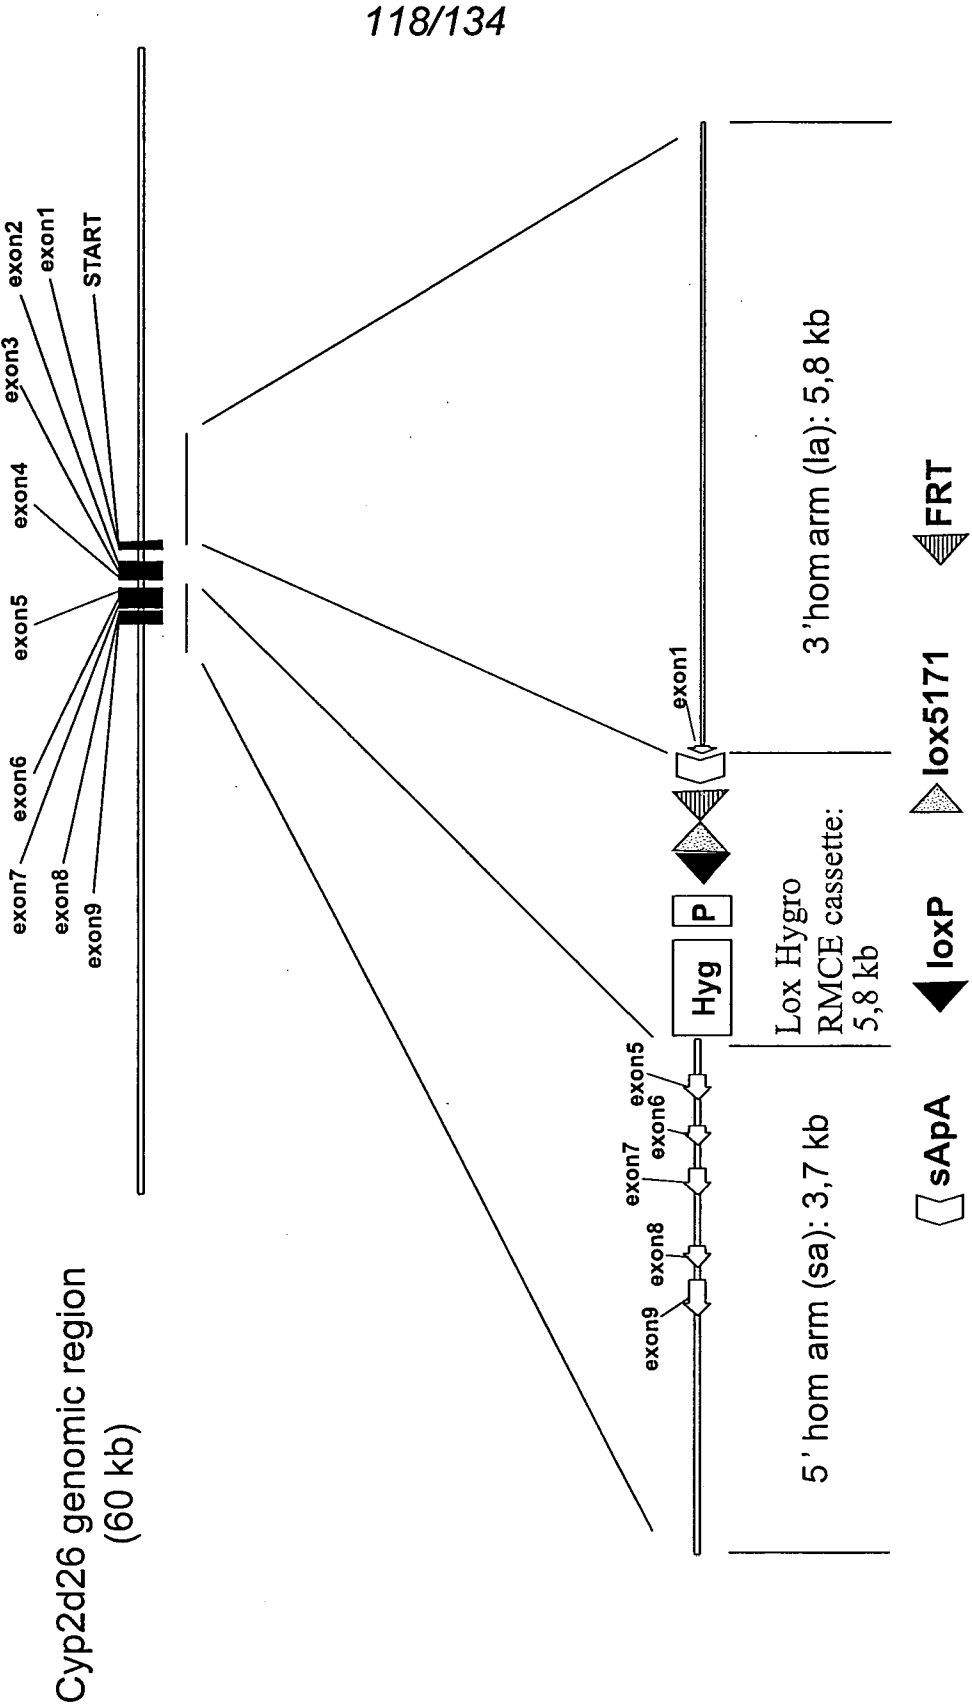 118/134
Cyp2d26 genomic region
(60 kb)
exon9
exon8
exon7
exon6
exon5
exon4
exon3
exon2
exon1
START
exon9
exon8
exon7
exon6
exon5
Hyg
P
exon1
5' hom arm (sa): 3,7 kb
Lox Hygro
RMCE cassette:
5,8 kb
3'hom arm (la): 5,8 kb
sApA
loxP
lox5171
FRT